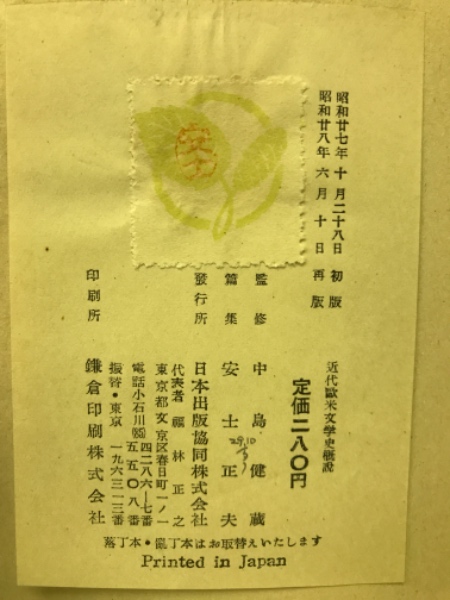 昭和廿七年十月二十八日初版
昭和廿八年六月十日再版
安士
近代歐米文学史概説
定価二八〇円
監修 中島健蔵
篇集 安士正夫
29.10
發行所 日本出版協同株式会社
代表者 福林正之
東京都文京区春日町一ノ一
電話小石川(85)四二八六—七番
五五〇八番
振替・東京 一九六三一三番
印刷所 鎌倉印刷株式会社
落丁本・亂丁本はお取替えいたします
Printed in Japan